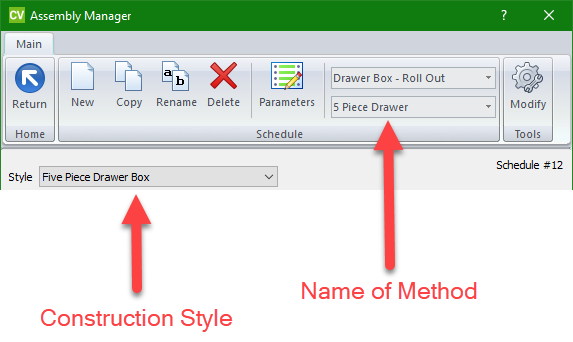 CV Assembly Manager ?
Main
Return
New Copy Rename Delete Parameters
a b
Drawer Box - Roll Out
5 Piece Drawer
Modify
Home Schedule Tools
Schedule #12
Style Five Piece Drawer Box
Name of Method
Construction Style